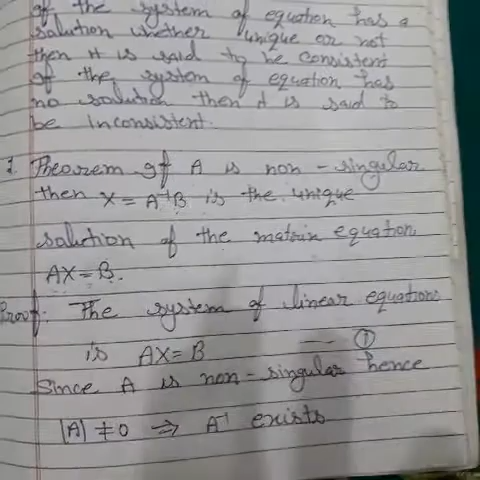 of the system of equation has a
solution whether unique or not
then it is said to be consistent
If the system of equation has
no solution then it is said to
be inconsistent.
1. Theorem If A is non-singular
then X = A⁻¹B is the unique
solution of the matrix equation
AX = B.
Proof: The system of linear equations
is AX = B --- ①
Since A is non-singular hence
|A| ≠ 0 ⇒ A⁻¹ exists